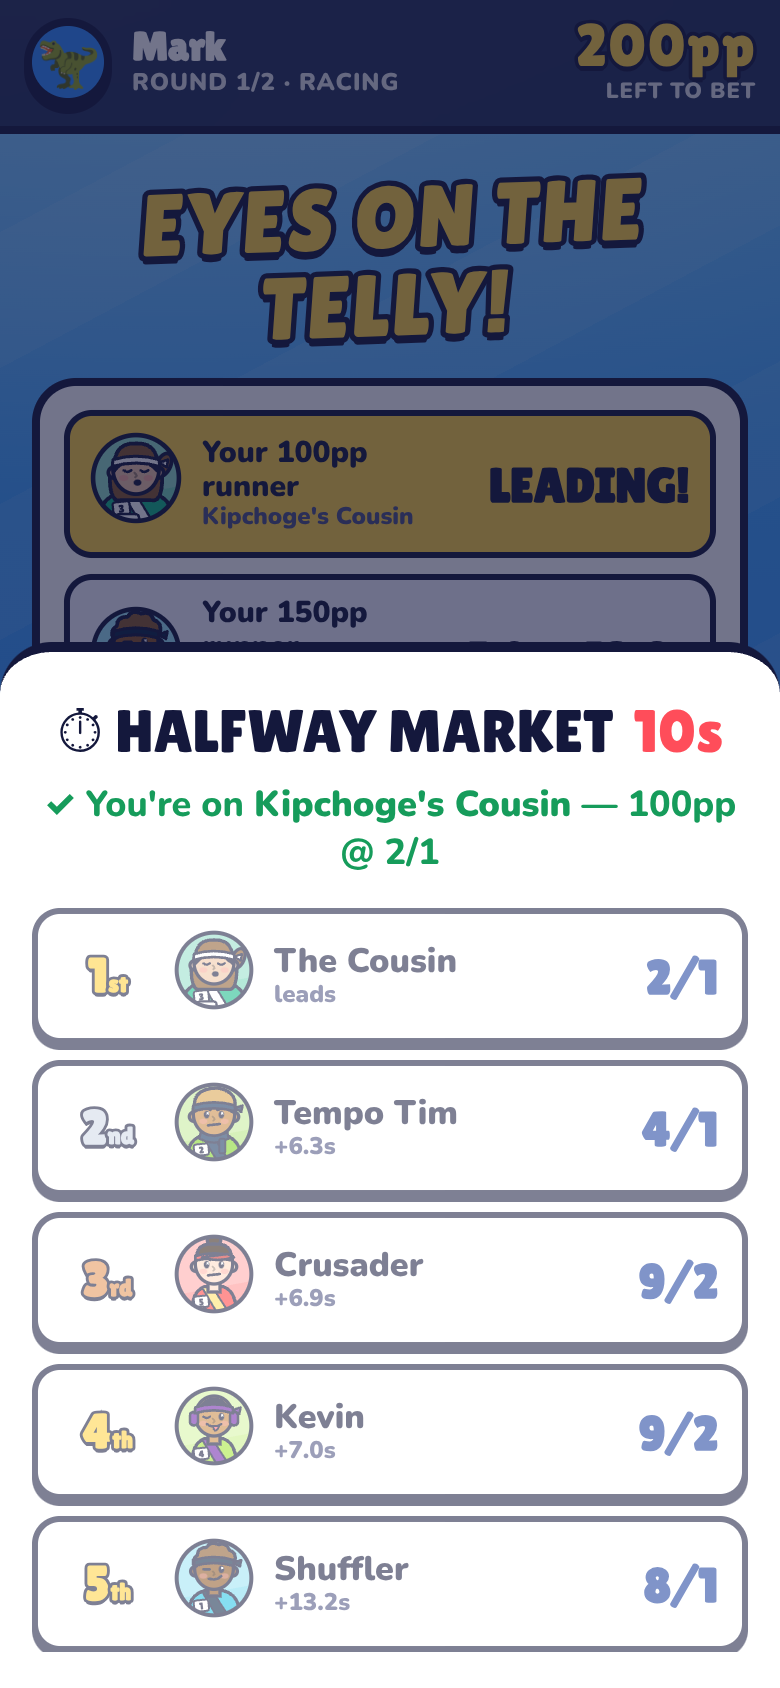 Mark
ROUND 1/2 · RACING
200pp
LEFT TO BET
EYES ON THE
TELLY!
Your 100pp
runner
Kipchoge's Cousin
LEADING!
Your 150pp
⏱ HALFWAY MARKET 10s
✓ You're on Kipchoge's Cousin — 100pp
@ 2/1
1st
The Cousin
leads
2/1
2nd
Tempo Tim
+6.3s
4/1
3rd
Crusader
+6.9s
9/2
4th
Kevin
+7.0s
9/2
5th
Shuffler
+13.2s
8/1